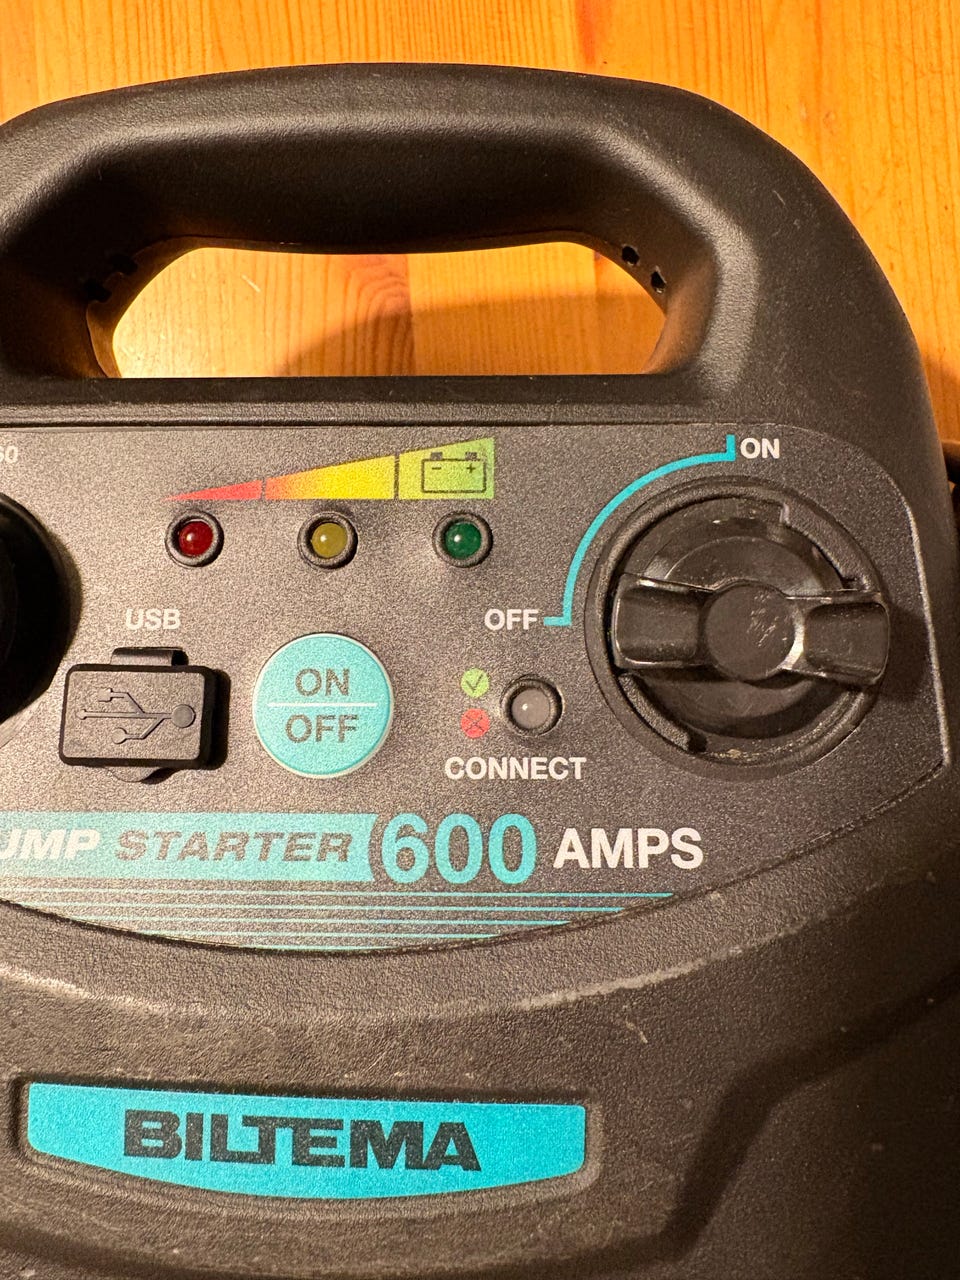 ON
USB
OFF
ON
OFF
CONNECT
STARTER 600 AMPS
BILTEMA